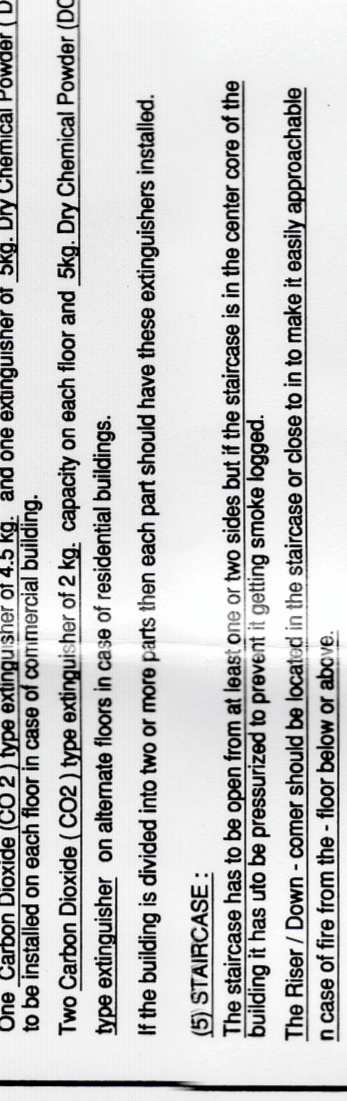 One Carbon Dioxide (CO 2 ) type extinguisher of 4.5 kg. and one extinguisher of 5kg. Dry Chemical Powder ( D
to be installed on each floor in case of commercial building.
Two Carbon Dioxide ( CO2 ) type extinguisher of 2 kg. capacity on each floor and 5kg. Dry Chemical Powder (DC
type extinguisher on alternate floors in case of residential buildings.
If the building is divided into two or more parts then each part should have these extinguishers installed.
(5) STAIRCASE :
The staircase has to be open from at least one or two sides but if the staircase is in the center core of the
building it has uto be pressurized to prevent it getting smoke logged.
The Riser / Down - comer should be located in the staircase or close to in to make it easily approachable
n case of fire from the - floor below or above.